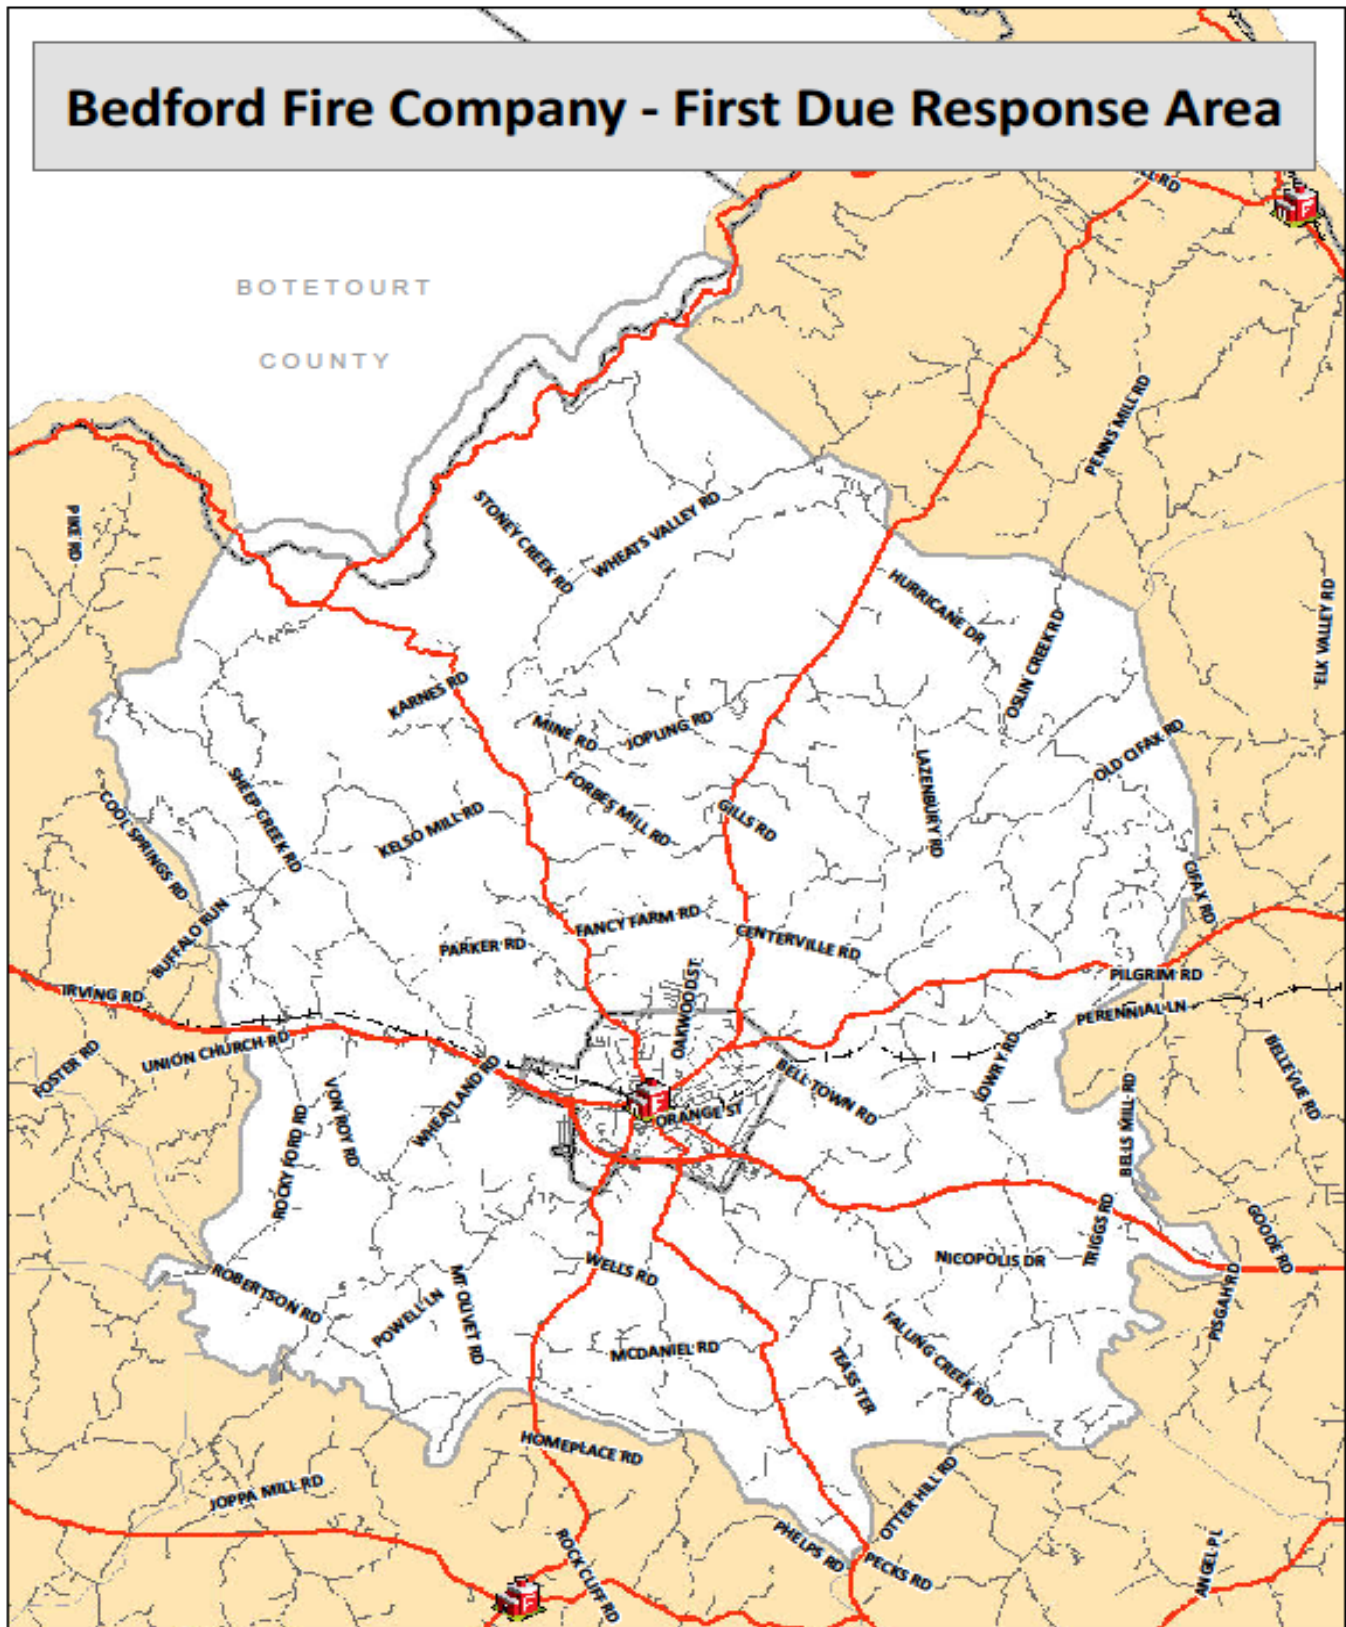 Bedford Fire Company - First Due Response Area
LL RD
BOTETOURT
COUNTY
PENNS MILL RD
PIKE RD
STONEY CREEK RD
WHEATS VALLEY RD
HURRICANE DR
OSLIN CREEK RD
ELK VALLEY RD
KARNES RD
MINE RD
JOPLING RD
OLD CIFAX RD
LAZENBURY RD
SHEEP CREEK RD
COOL SPRINGS RD
KELSO MILL RD
FORBES MILL RD
GILLS RD
CIFAX RD
BUFFALO RUN
PARKER RD
FANCY FARM RD
CENTERVILLE RD
OAKWOOD ST
PILGRIM RD
IRVING RD
PERENNIAL LN
UNION CHURCH RD
FOSTER RD
LOWRY RD
BELLEVUE RD
VON ROY RD
WHEATLAND RD
BELL TOWN RD
F
ORANGE ST
BELLS MILL RD
ROCKY FORD RD
TRIGGS RD
GOODE RD
NICOPOLIS DR
WELLS RD
PISGAH RD
ROBERTSON RD
POWELL LN
MT OLIVET RD
MCDANIEL RD
TEASS TER
FALLING CREEK RD
HOMEPLACE RD
JOPPA MILL RD
OTTER HILL RD
PHELPS RD
PECKS RD
ROCK CLIFF RD
ANGEL PL
F
F